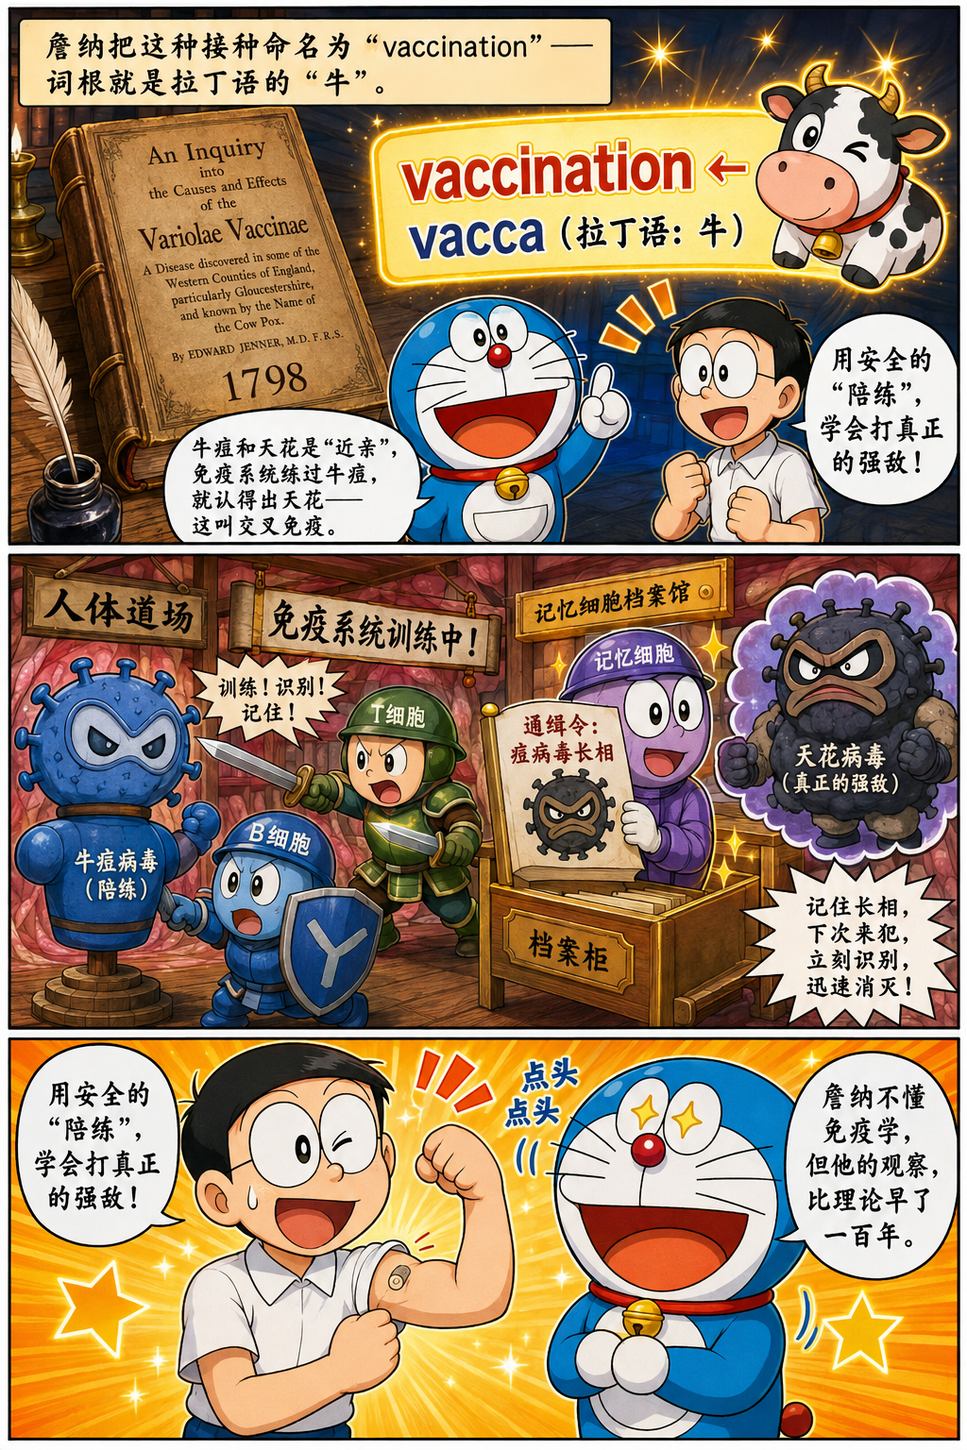 詹纳把这种接种命名为“vaccination”——
词根就是拉丁语的“牛”。
An Inquiry
into
the Causes and Effects
of the
Variolae Vaccinae
A Disease discovered in some of the
Western Counties of England,
particularly Gloucestershire,
and known by the Name of
the Cow Pox.
By EDWARD JENNER, M.D. F.R.S.
1798
vaccination ←
vacca（拉丁语：牛）
牛痘和天花是“近亲”，
免疫系统练过牛痘，
就认得出天花——
这叫交叉免疫。
用安全的
“陪练”，
学会打真正
的强敌！
人体道场
免疫系统训练中！
记忆细胞档案馆
训练！识别！
记住！
T细胞
B细胞
牛痘病毒
（陪练）
Y
记忆细胞
通缉令：
痘病毒长相
档案柜
天花病毒
（真正的强敌）
记住长相，
下次来犯，
立刻识别，
迅速消灭！
用安全的
“陪练”，
学会打真正
的强敌！
点头
点头
詹纳不懂
免疫学，
但他的观察，
比理论早了
一百年。